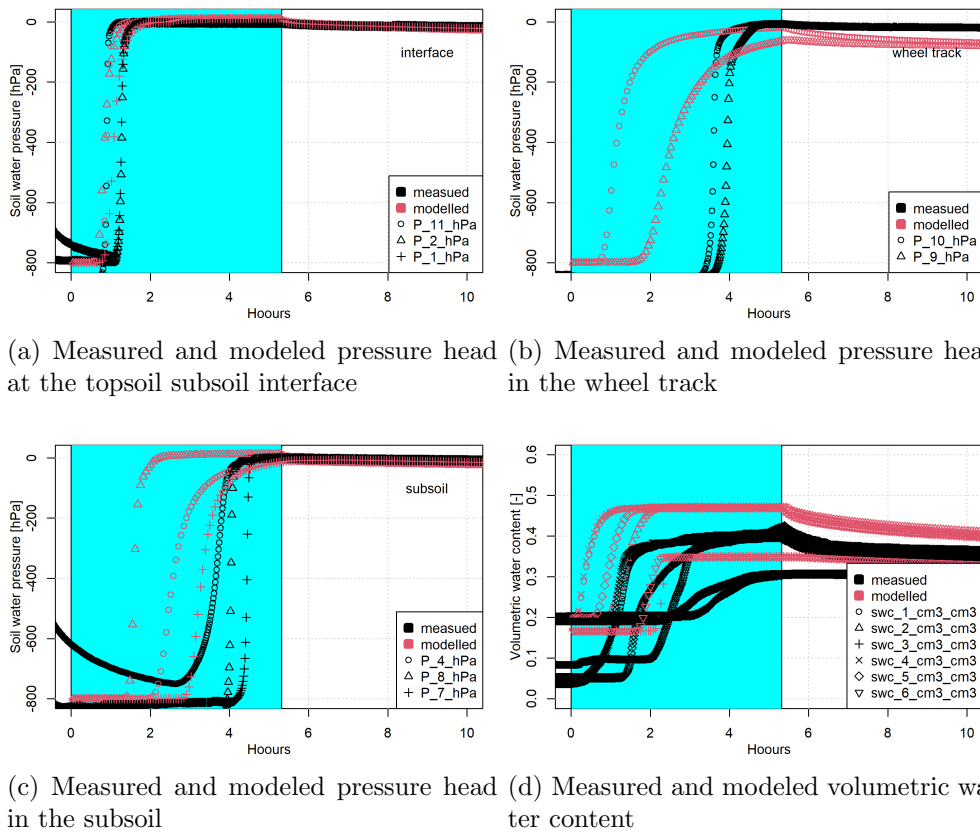 Soil water pressure [hPa]
0
-200
-400
-600
-800
interface
measued
modelled
P_11_hPa
P_2_hPa
P_1_hPa
0 2 4 6 8 10
Hoours
Soil water pressure [hPa]
0
-200
-400
-600
-800
wheel track
measued
modelled
P_10_hPa
P_9_hPa
0 2 4 6 8 10
Hoours
(a) Measured and modeled pressure head
at the topsoil subsoil interface
(b) Measured and modeled pressure hea
in the wheel track
Soil water pressure [hPa]
0
-200
-400
-600
-800
subsoil
measued
modelled
P_4_hPa
P_8_hPa
P_7_hPa
0 2 4 6 8 10
Hoours
Volumetric water content [-]
0.6
0.5
0.4
0.3
0.2
0.1
0.0
measued
modelled
swc_1_cm3_cm3
swc_2_cm3_cm3
swc_3_cm3_cm3
swc_4_cm3_cm3
swc_5_cm3_cm3
swc_6_cm3_cm3
0 2 4 6 8 10
Hoours
(c) Measured and modeled pressure head
in the subsoil
(d) Measured and modeled volumetric wa
ter content